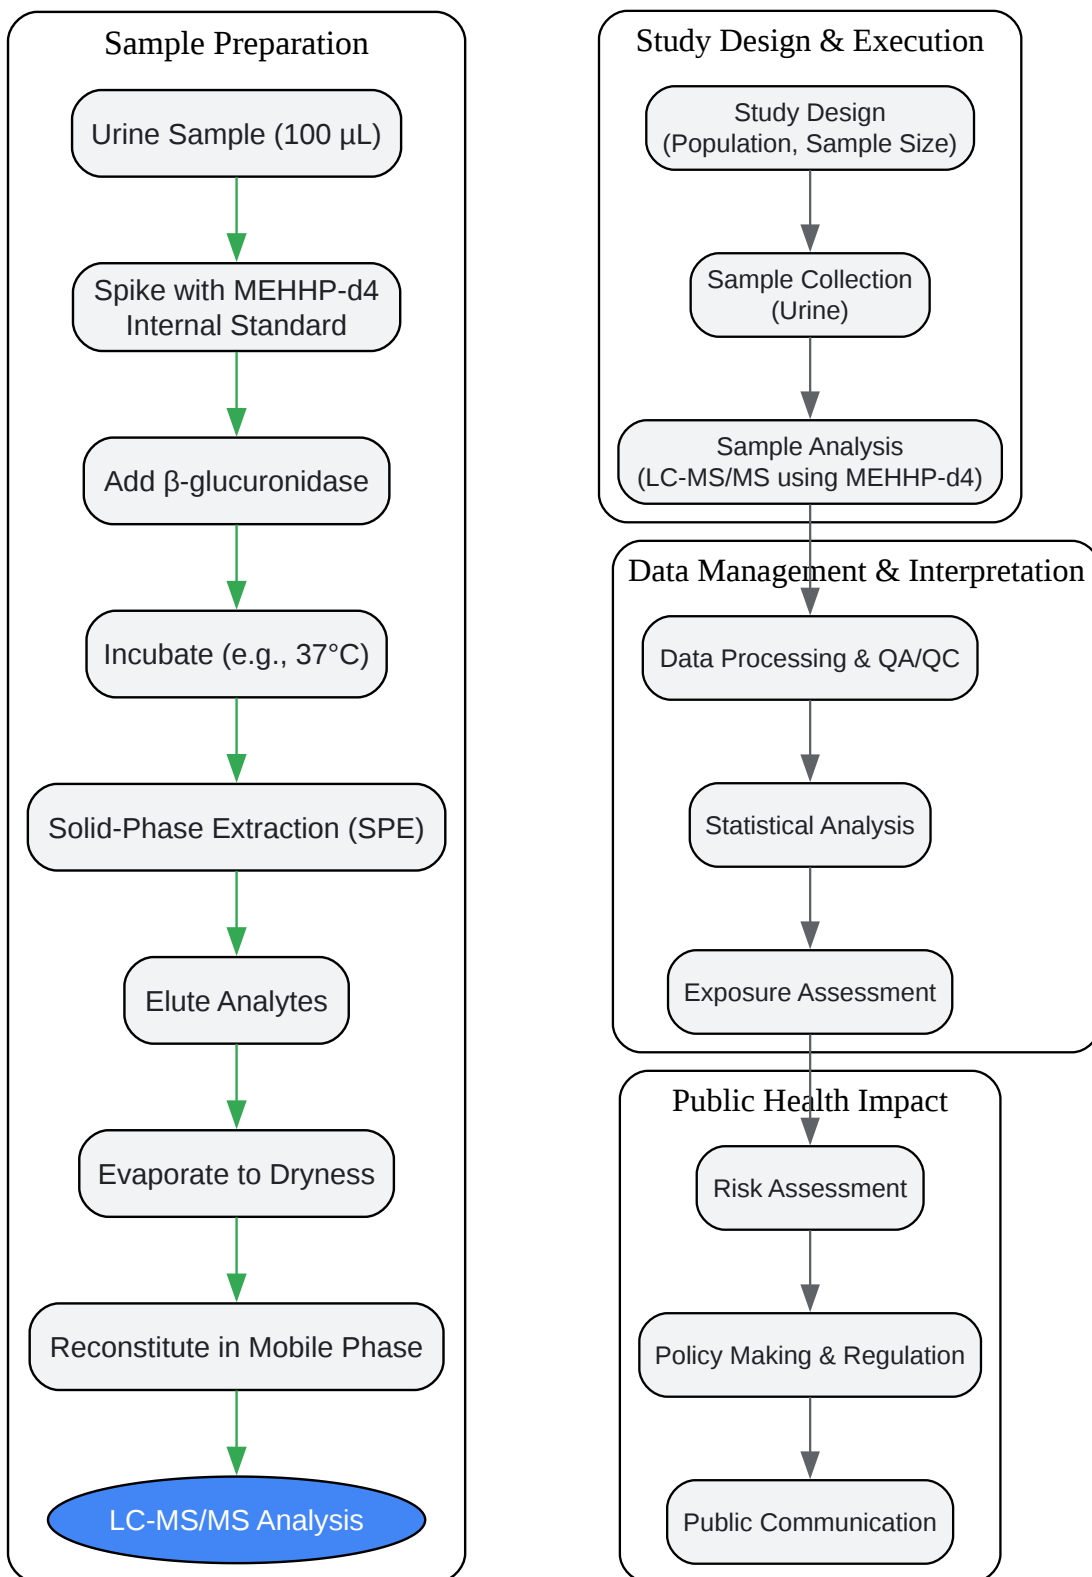 Sample Preparation
Urine Sample (100 µL)
Spike with MEHHP-d4
Internal Standard
Add β-glucuronidase
Incubate (e.g., 37°C)
Solid-Phase Extraction (SPE)
Elute Analytes
Evaporate to Dryness
Reconstitute in Mobile Phase
LC-MS/MS Analysis
Study Design & Execution
Study Design
(Population, Sample Size)
Sample Collection
(Urine)
Sample Analysis
(LC-MS/MS using MEHHP-d4)
Data Management & Interpretation
Data Processing & QA/QC
Statistical Analysis
Exposure Assessment
Public Health Impact
Risk Assessment
Policy Making & Regulation
Public Communication